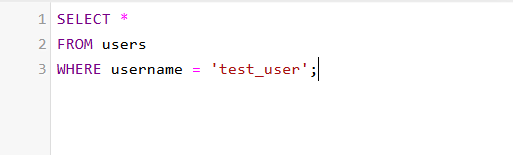 1 SELECT *
2 FROM users
3 WHERE username = 'test_user';